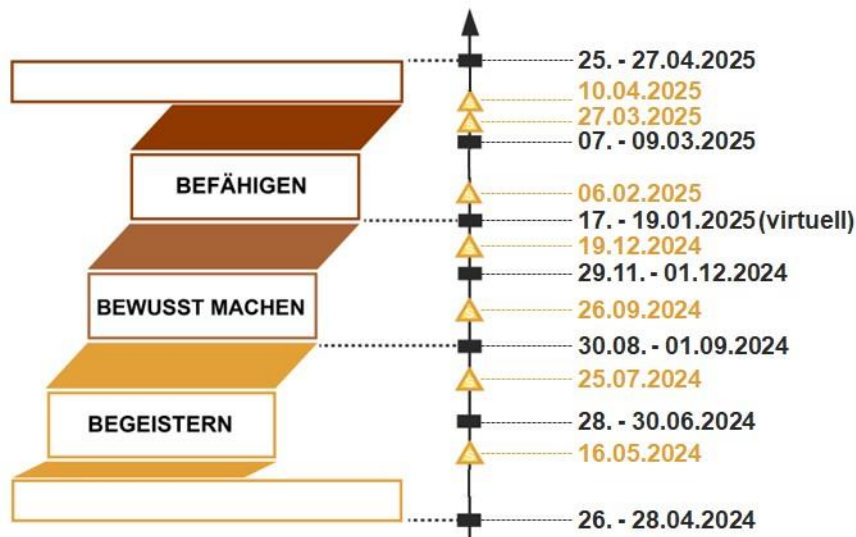 25. - 27.04.2025
10.04.2025
27.03.2025
07. - 09.03.2025
BEFÄHIGEN
06.02.2025
17. - 19.01.2025 (virtuell)
19.12.2024
29.11. - 01.12.2024
BEWUSST MACHEN
26.09.2024
30.08. - 01.09.2024
25.07.2024
BEGEISTERN
28. - 30.06.2024
16.05.2024
26. - 28.04.2024